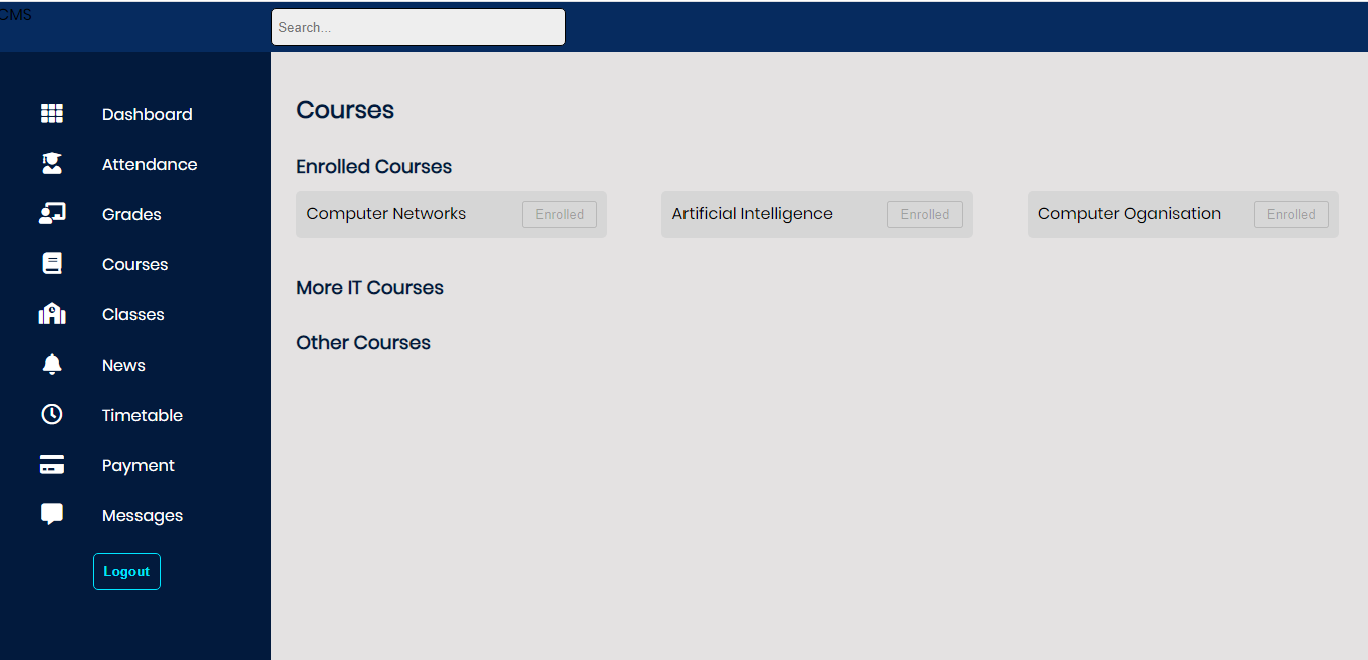 CMS
Search...
Dashboard
Attendance
Grades
Courses
Classes
News
Timetable
Payment
Messages
Logout
Courses
Enrolled Courses
Computer Networks Enrolled
Artificial Intelligence Enrolled
Computer Oganisation Enrolled
More IT Courses
Other Courses